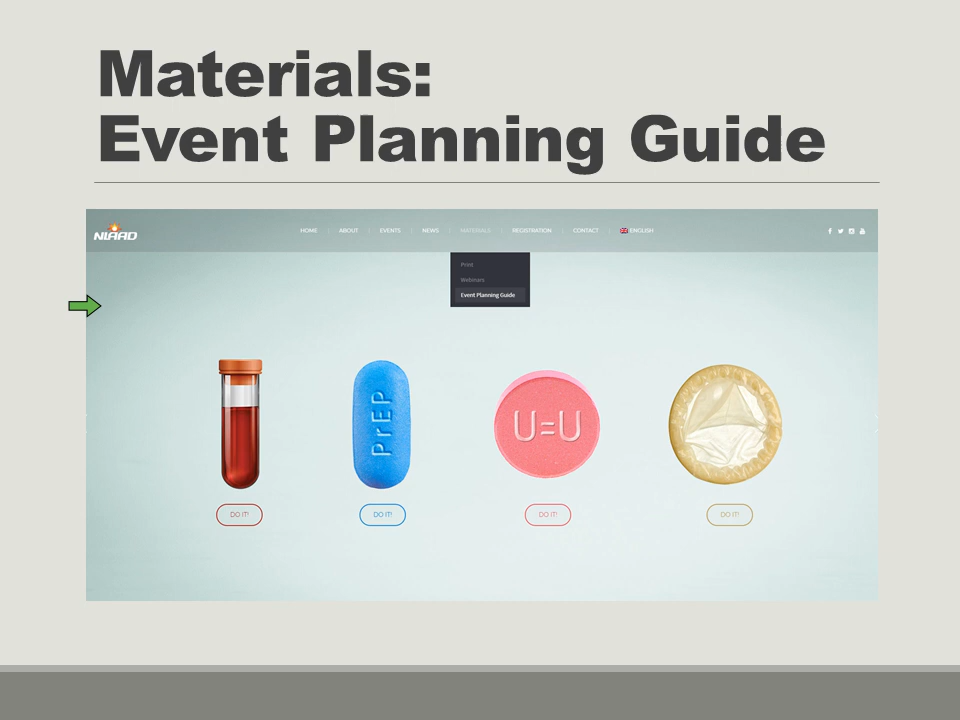 Materials:
Event Planning Guide
NIAAD
HOME ABOUT EVENTS NEWS MATERIALS REGISTRATION CONTACT ENGLISH
Print
Webinars
Event Planning Guide
PrEP
U=U
DO IT! DO IT! DO IT! DO IT!